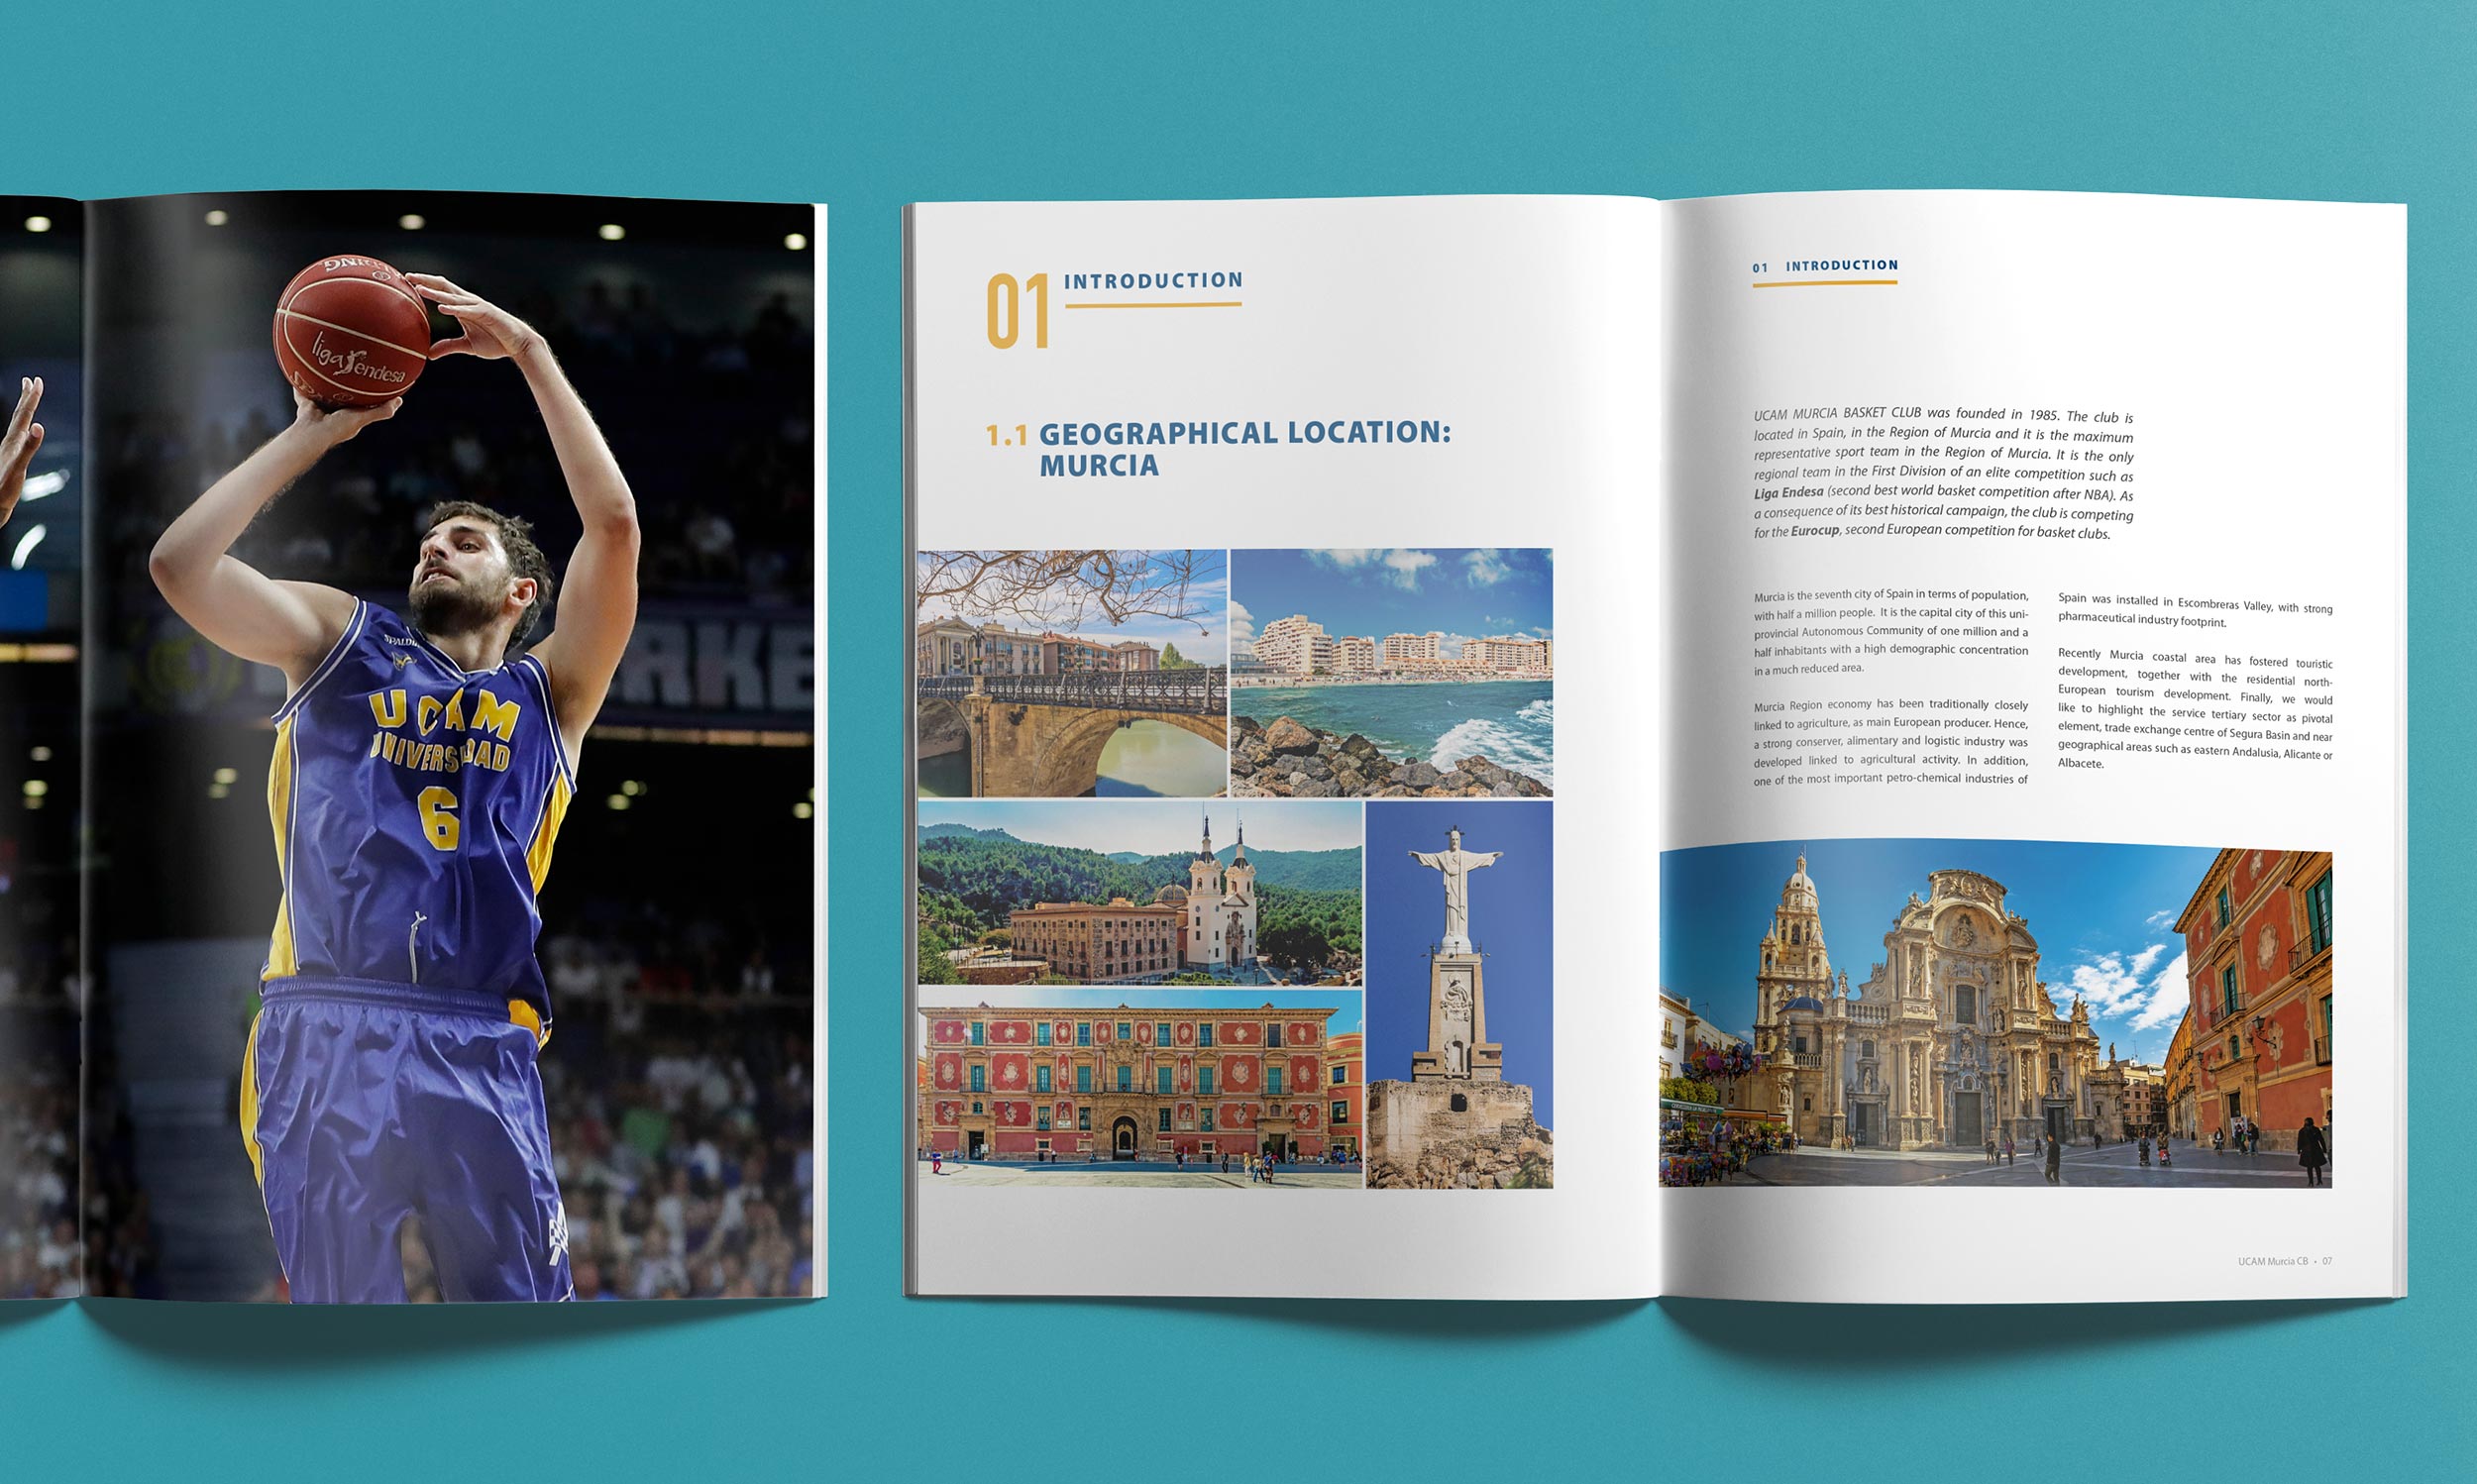 liga endesa
UCAM
UNIVERSIDAD
6
01 INTRODUCTION
1.1 GEOGRAPHICAL LOCATION:
MURCIA
01 INTRODUCTION
UCAM MURCIA BASKET CLUB was founded in 1985. The club is
located in Spain, in the Region of Murcia and it is the maximum
representative sport team in the Region of Murcia. It is the only
regional team in the First Division of an elite competition such as
Liga Endesa (second best world basket competition after NBA). As
a consequence of its best historical campaign, the club is competing
for the Eurocup, second European competition for basket clubs.
Murcia is the seventh city of Spain in terms of population,
with half a million people. It is the capital city of this uni-
provincial Autonomous Community of one million and a
half inhabitants with a high demographic concentration
in a much reduced area.
Murcia Region economy has been traditionally closely
linked to agriculture, as main European producer. Hence,
a strong conserver, alimentary and logistic industry was
developed linked to agricultural activity. In addition,
one of the most important petro-chemical industries of
Spain was installed in Escombreras Valley, with strong
pharmaceutical industry footprint.
Recently Murcia coastal area has fostered touristic
development, together with the residential north-
European tourism development. Finally, we would
like to highlight the service tertiary sector as pivotal
element, trade exchange centre of Segura Basin and near
geographical areas such as eastern Andalusia, Alicante or
Albacete.
UCAM Murcia CB • 07